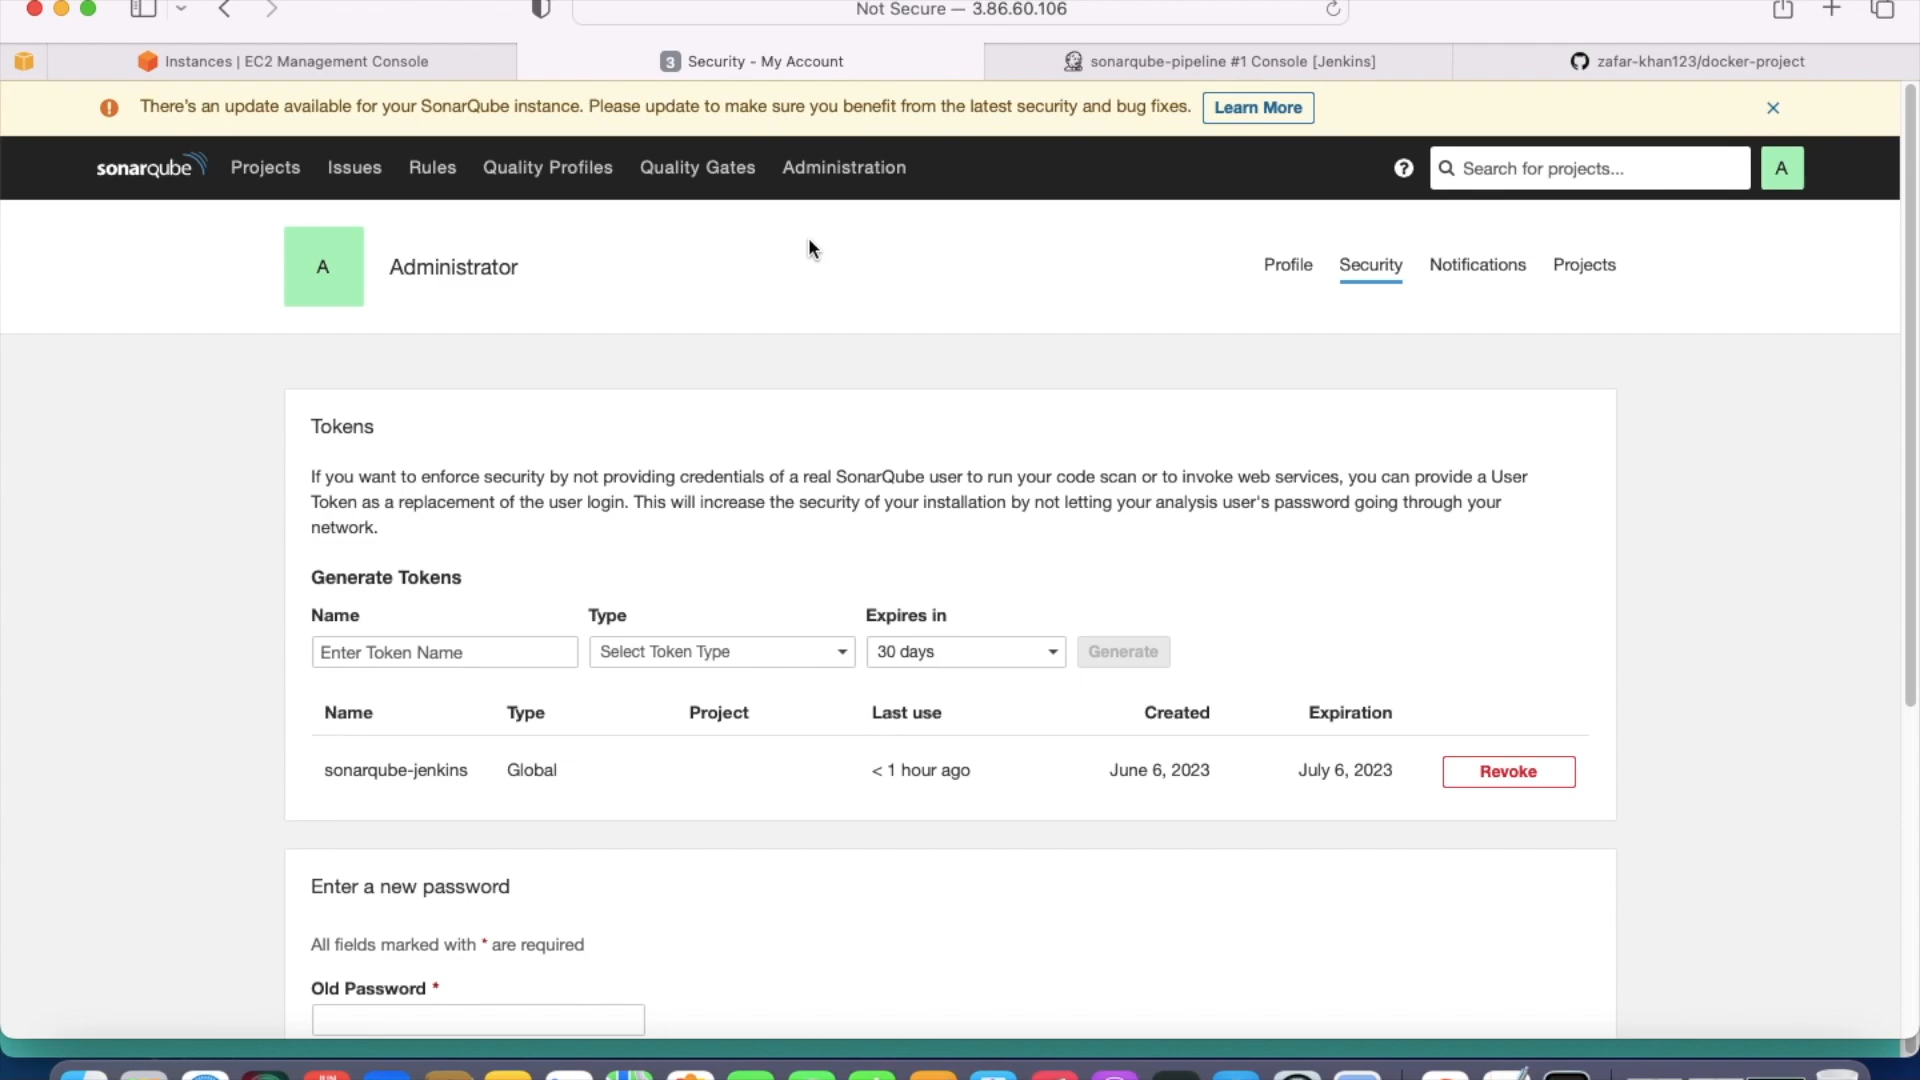 Not Secure — 3.86.60.106
Instances | EC2 Management Console
3 Security - My Account
sonarqube-pipeline #1 Console [Jenkins]
zafar-khan123/docker-project
There's an update available for your SonarQube instance. Please update to make sure you benefit from the latest security and bug fixes. Learn More
sonarqube Projects Issues Rules Quality Profiles Quality Gates Administration
Search for projects...
A
A
Administrator
Profile Security Notifications Projects
Tokens
If you want to enforce security by not providing credentials of a real SonarQube user to run your code scan or to invoke web services, you can provide a User
Token as a replacement of the user login. This will increase the security of your installation by not letting your analysis user's password going through your
network.
Generate Tokens
Name Type Expires in
Enter Token Name Select Token Type 30 days Generate
Name Type Project Last use Created Expiration
sonarqube-jenkins Global < 1 hour ago June 6, 2023 July 6, 2023 Revoke
Enter a new password
All fields marked with * are required
Old Password *
JUN